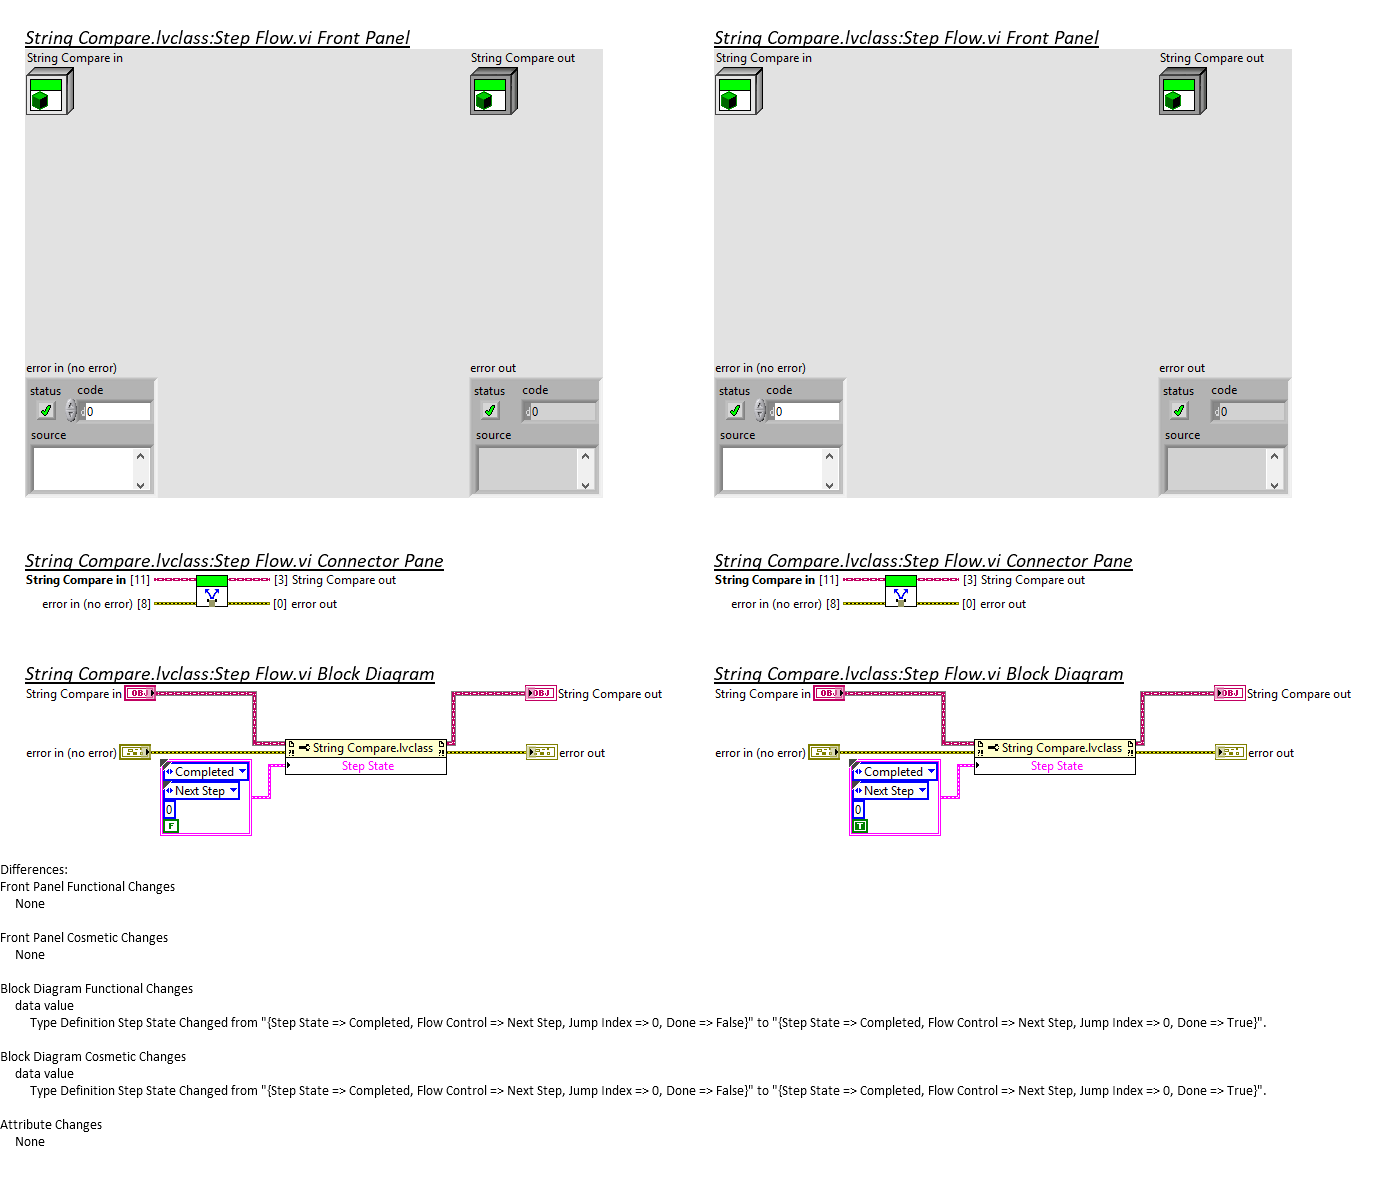 String Compare.lvclass:Step Flow.vi Front Panel
String Compare in
String Compare out
error in (no error)
status
code
d0
source
error out
status
code
d0
source
String Compare.lvclass:Step Flow.vi Front Panel
String Compare in
String Compare out
error in (no error)
status
code
d0
source
error out
status
code
d0
source
String Compare.lvclass:Step Flow.vi Connector Pane
String Compare in [11]
[3] String Compare out
error in (no error) [8]
[0] error out
String Compare.lvclass:Step Flow.vi Connector Pane
String Compare in [11]
[3] String Compare out
error in (no error) [8]
[0] error out
String Compare.lvclass:Step Flow.vi Block Diagram
String Compare in OBJ
OBJ String Compare out
error in (no error)
String Compare.lvclass
Step State
error out
Completed
Next Step
0
F
String Compare.lvclass:Step Flow.vi Block Diagram
String Compare in OBJ
OBJ String Compare out
error in (no error)
String Compare.lvclass
Step State
error out
Completed
Next Step
0
T
Differences:
Front Panel Functional Changes
None
Front Panel Cosmetic Changes
None
Block Diagram Functional Changes
data value
Type Definition Step State Changed from "{Step State => Completed, Flow Control => Next Step, Jump Index => 0, Done => False}" to "{Step State => Completed, Flow Control => Next Step, Jump Index => 0, Done => True}".
Block Diagram Cosmetic Changes
data value
Type Definition Step State Changed from "{Step State => Completed, Flow Control => Next Step, Jump Index => 0, Done => False}" to "{Step State => Completed, Flow Control => Next Step, Jump Index => 0, Done => True}".
Attribute Changes
None